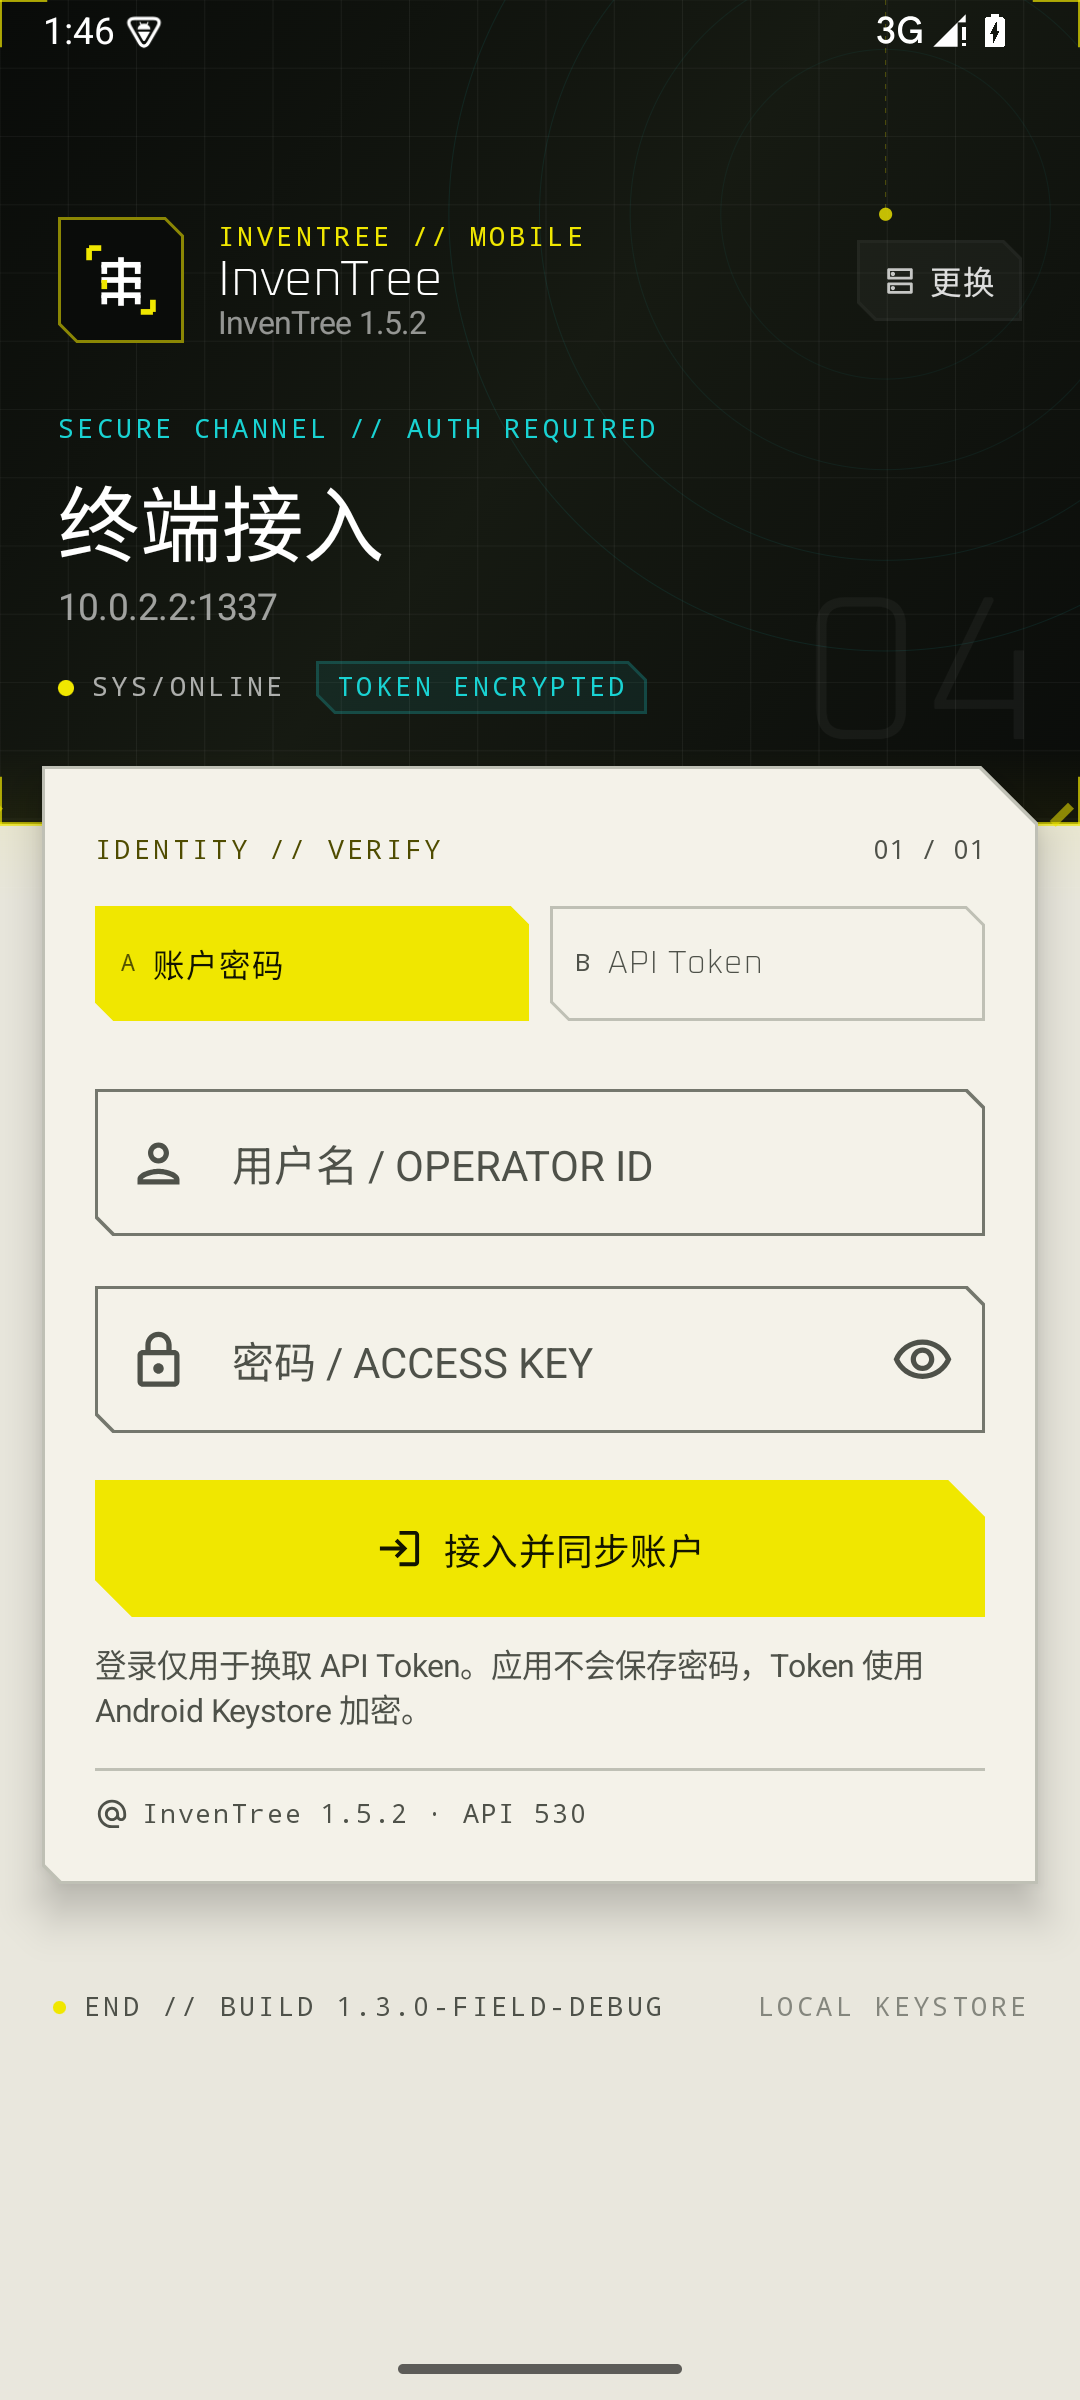 1:46
3G
INVENTREE // MOBILE
InvenTree
InvenTree 1.5.2
更换
SECURE CHANNEL // AUTH REQUIRED
终端接入
10.0.2.2:1337
04
SYS/ONLINE
TOKEN ENCRYPTED
IDENTITY // VERIFY
01 / 01
A 账户密码
B API Token
用户名 / OPERATOR ID
密码 / ACCESS KEY
接入并同步账户
登录仅用于换取 API Token。应用不会保存密码，Token 使用
Android Keystore 加密。
InvenTree 1.5.2 · API 530
END // BUILD 1.3.0-FIELD-DEBUG
LOCAL KEYSTORE